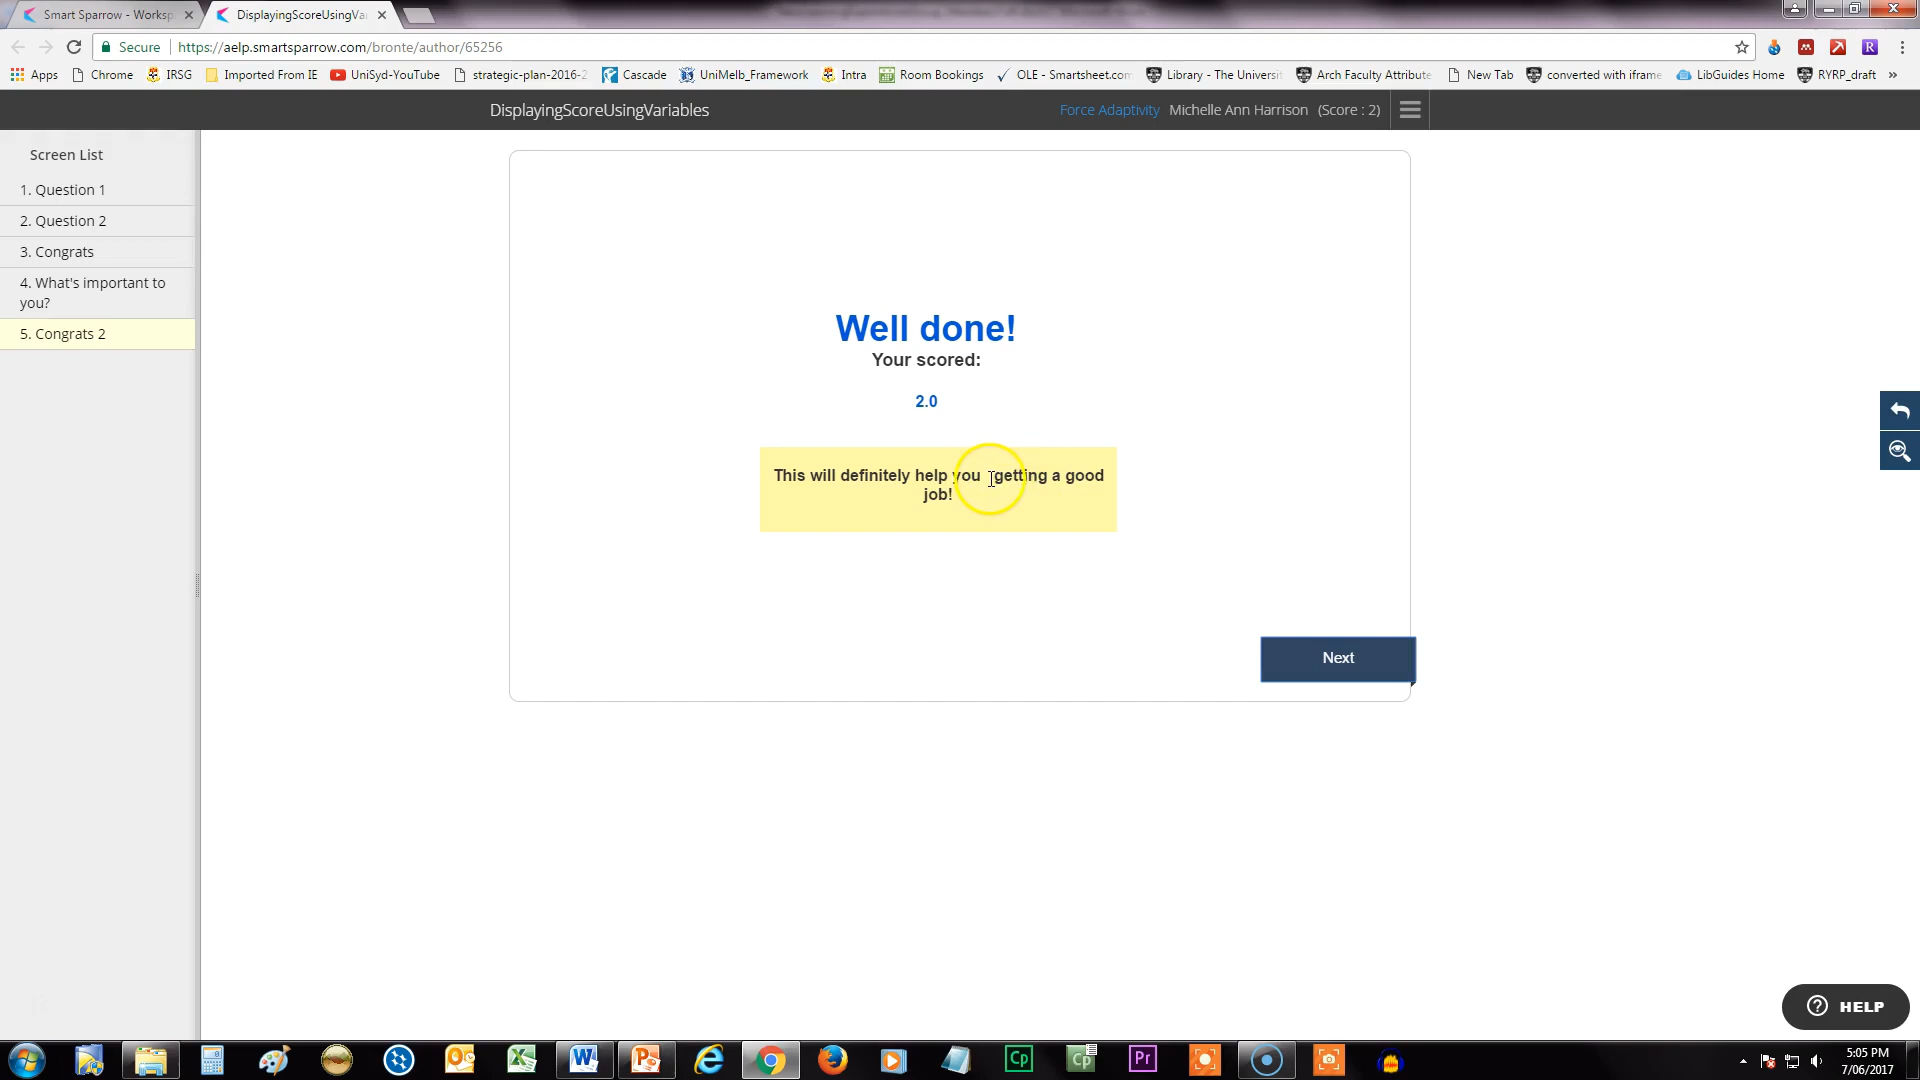 Smart Sparrow - Worksp
DisplayingScoreUsingVa
Secure
https://aelp.smartsparrow.com/bronte/author/65256
Apps
Chrome
IRSG
Imported From IE
UniSyd-YouTube
strategic-plan-2016-2
Cascade
UniMelb_Framework
Intra
Room Bookings
OLE - Smartsheet.com
Library - The Universi
Arch Faculty Attribute
New Tab
converted with iframe
LibGuides Home
RYRP_draft
»
DisplayingScoreUsingVariables
Force Adaptivity
Michelle Ann Harrison
(Score : 2)
Screen List
1. Question 1
2. Question 2
3. Congrats
4. What's important to
you?
5. Congrats 2
Well done!
Your scored:
2.0
This will definitely help you getting a good
job!
Next
? HELP
5:05 PM
7/06/2017